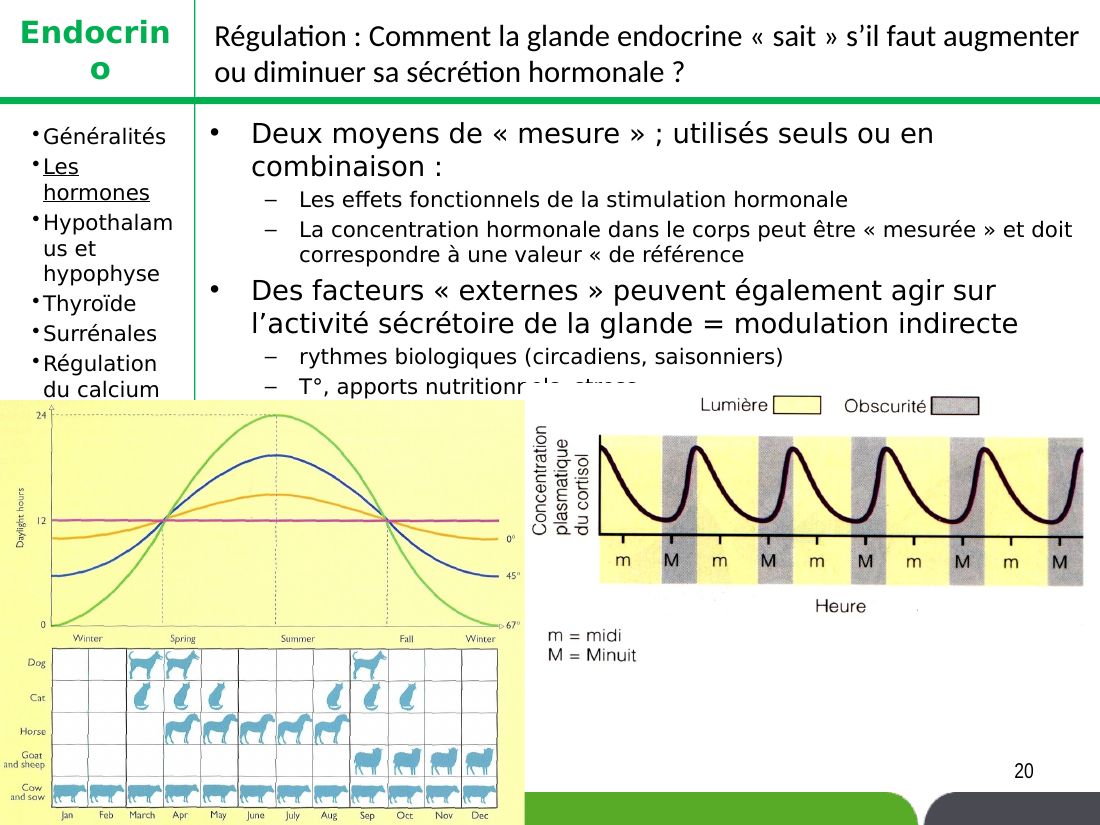 Endocrin
o
Régulation : Comment la glande endocrine « sait » s’il faut augmenter
ou diminuer sa sécrétion hormonale ?
•Généralités
•Les
hormones
•Hypothalam
us et
hypophyse
•Thyroïde
•Surrénales
•Régulation
du calcium
• Deux moyens de « mesure » ; utilisés seuls ou en
combinaison :
– Les effets fonctionnels de la stimulation hormonale
– La concentration hormonale dans le corps peut être « mesurée » et doit
correspondre à une valeur « de référence
• Des facteurs « externes » peuvent également agir sur
l’activité sécrétoire de la glande = modulation indirecte
– rythmes biologiques (circadiens, saisonniers)
– T°, apports nutritionnels, stress
24
12
0
Daylight hours
0°
45°
67°
Winter Spring Summer Fall Winter
Dog
Cat
Horse
Goat
and sheep
Cow
and sow
Jan Feb March Apr May June July Aug Sep Oct Nov Dec
Lumière Obscurité
Concentration
plasmatique
du cortisol
m M m M m M m M m M
Heure
m = midi
M = Minuit
20